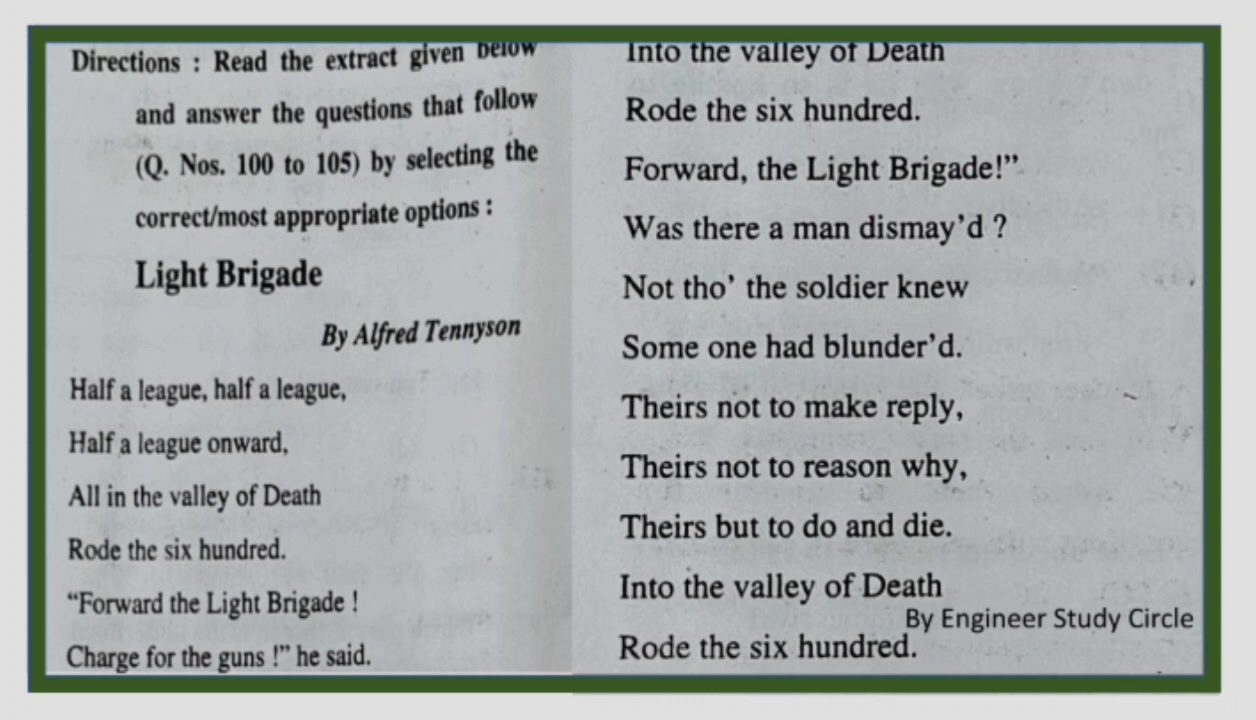 Directions : Read the extract given below
and answer the questions that follow
(Q. Nos. 100 to 105) by selecting the
correct/most appropriate options :
Light Brigade
By Alfred Tennyson
Half a league, half a league,
Half a league onward,
All in the valley of Death
Rode the six hundred.
“Forward the Light Brigade !
Charge for the guns !” he said.
Into the valley of Death
Rode the six hundred.
Forward, the Light Brigade!”
Was there a man dismay’d ?
Not tho’ the soldier knew
Some one had blunder’d.
Theirs not to make reply,
Theirs not to reason why,
Theirs but to do and die.
Into the valley of Death
By Engineer Study Circle
Rode the six hundred.